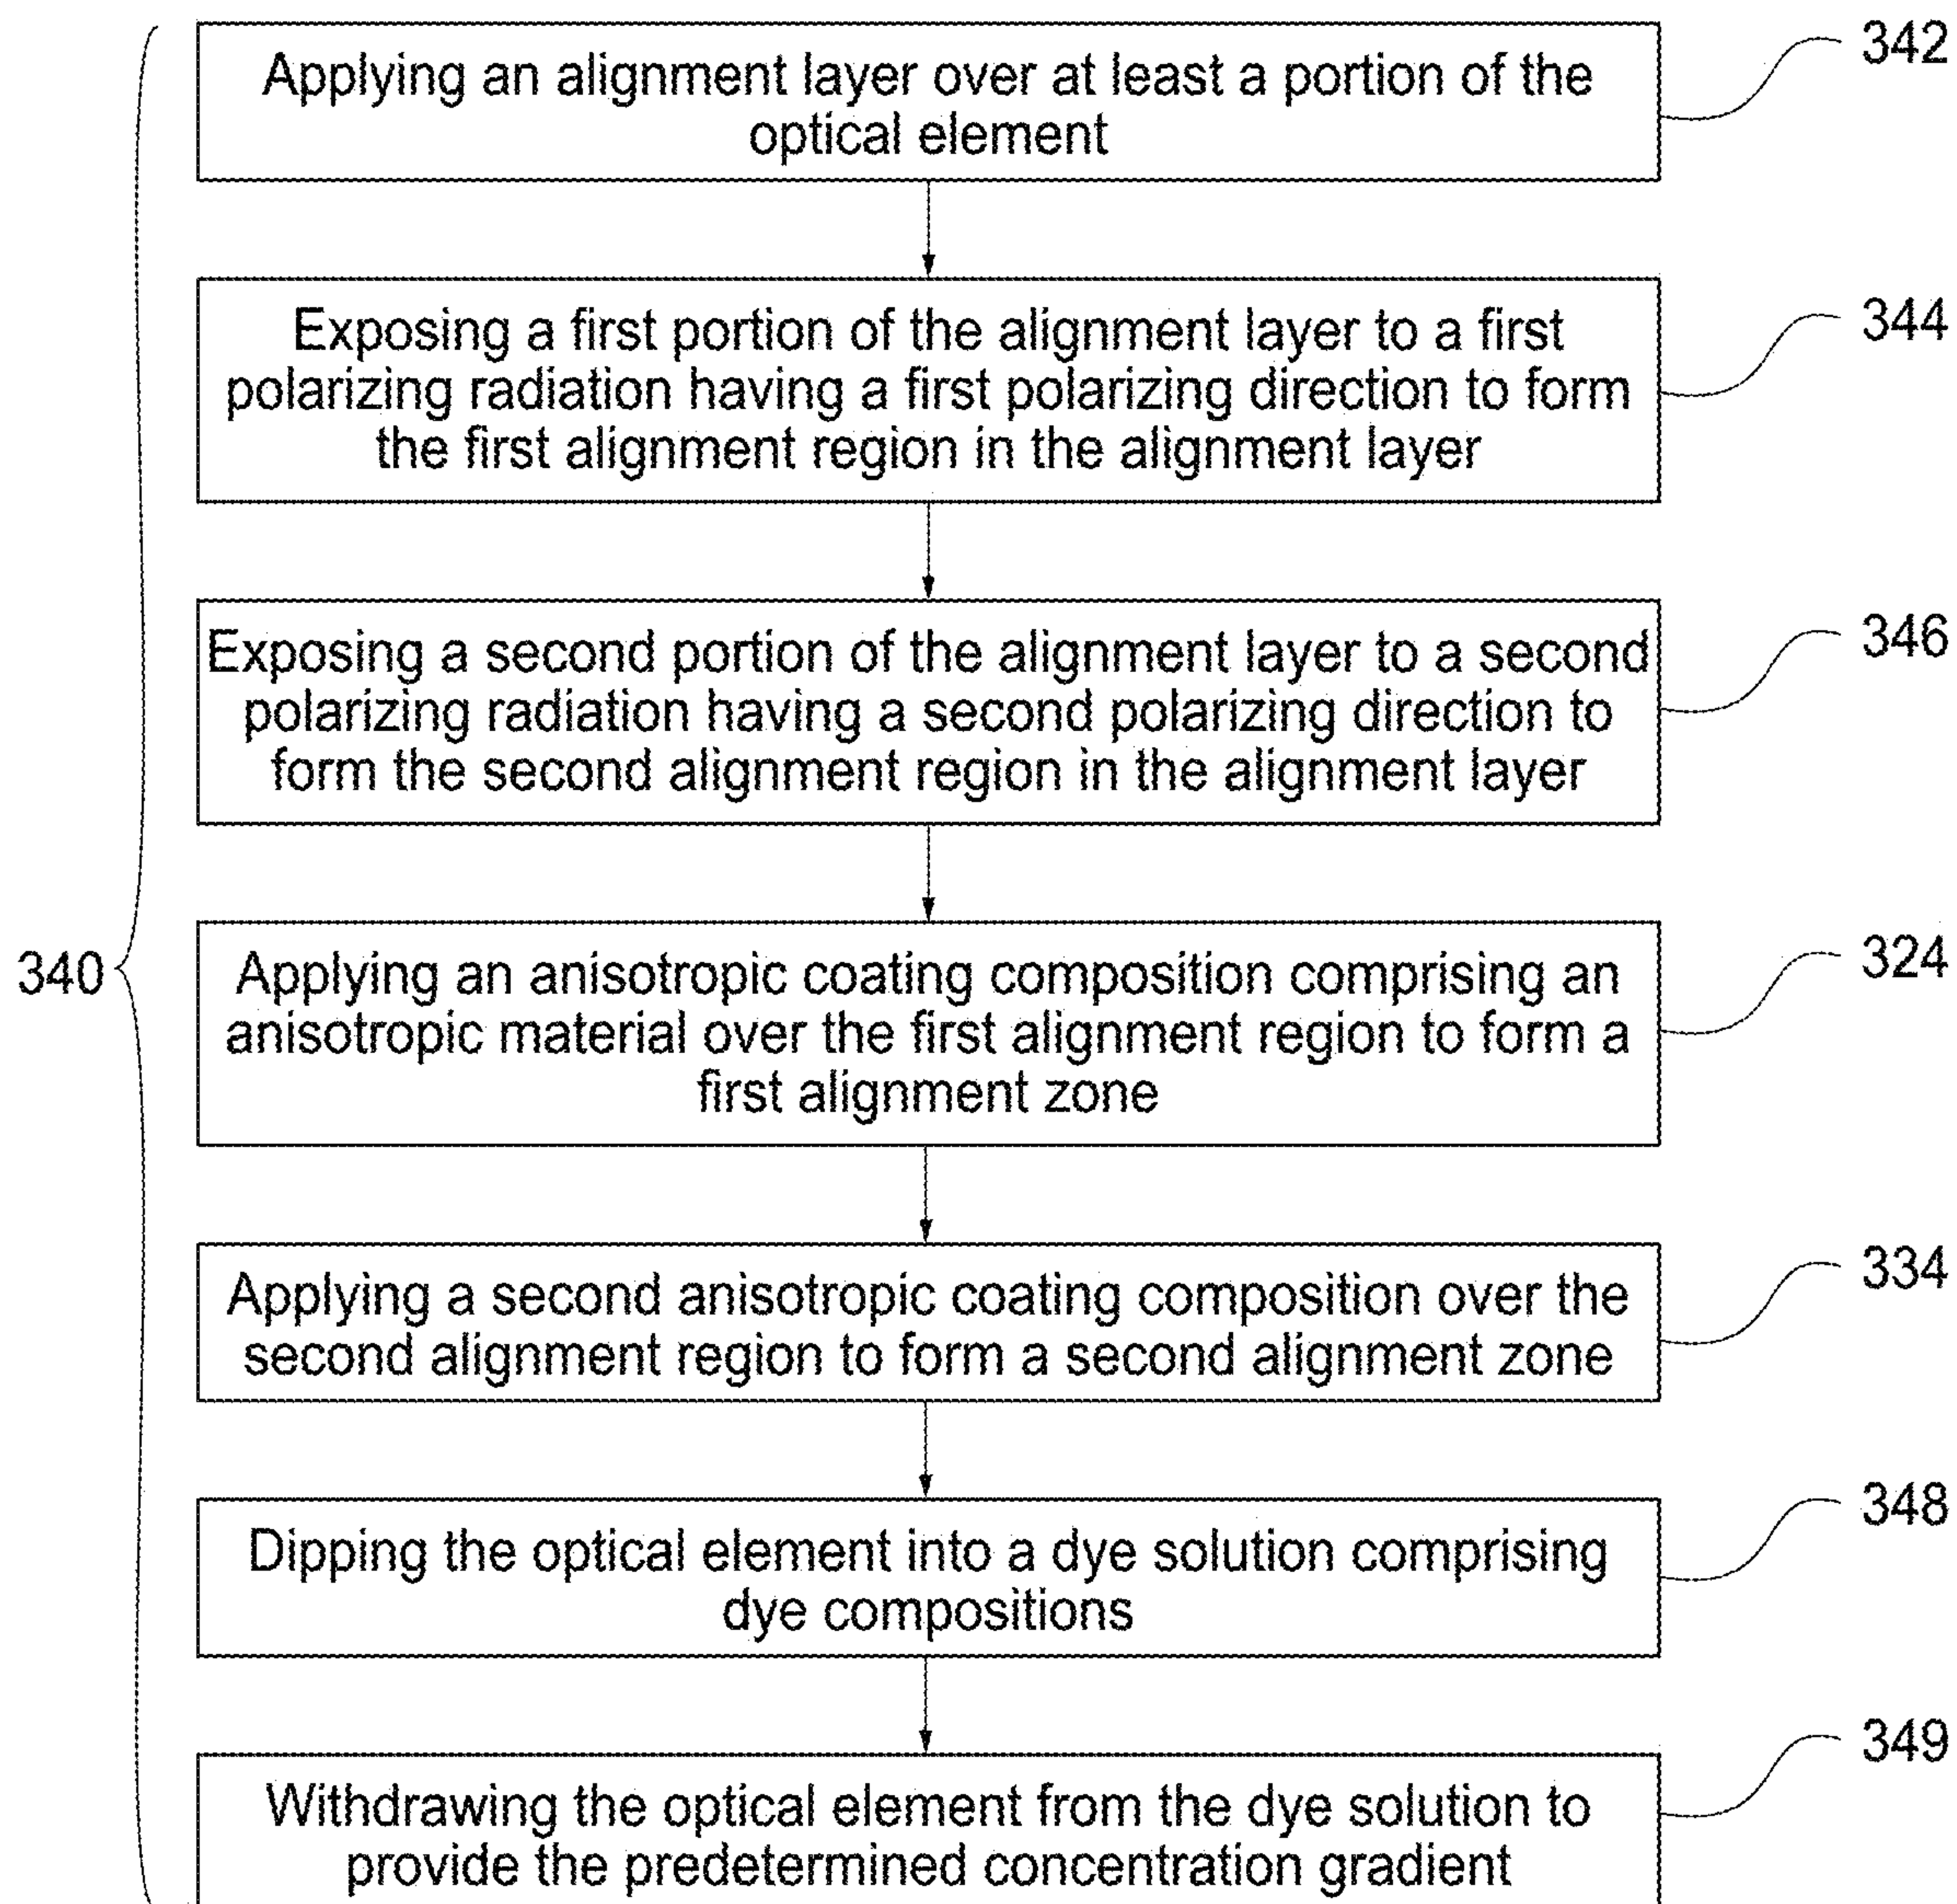 Applying an alignment layer over at least a portion of the
optical element
342
Exposing a first portion of the alignment layer to a first
polarizing radiation having a first polarizing direction to form
the first alignment region in the alignment layer
344
Exposing a second portion of the alignment layer to a second
polarizing radiation having a second polarizing direction to
form the second alignment region in the alignment layer
346
340
Applying an anisotropic coating composition comprising an
anisotropic material over the first alignment region to form a
first alignment zone
324
Applying a second anisotropic coating composition over the
second alignment region to form a second alignment zone
334
Dipping the optical element into a dye solution comprising
dye compositions
348
Withdrawing the optical element from the dye solution to
provide the predetermined concentration gradient
349